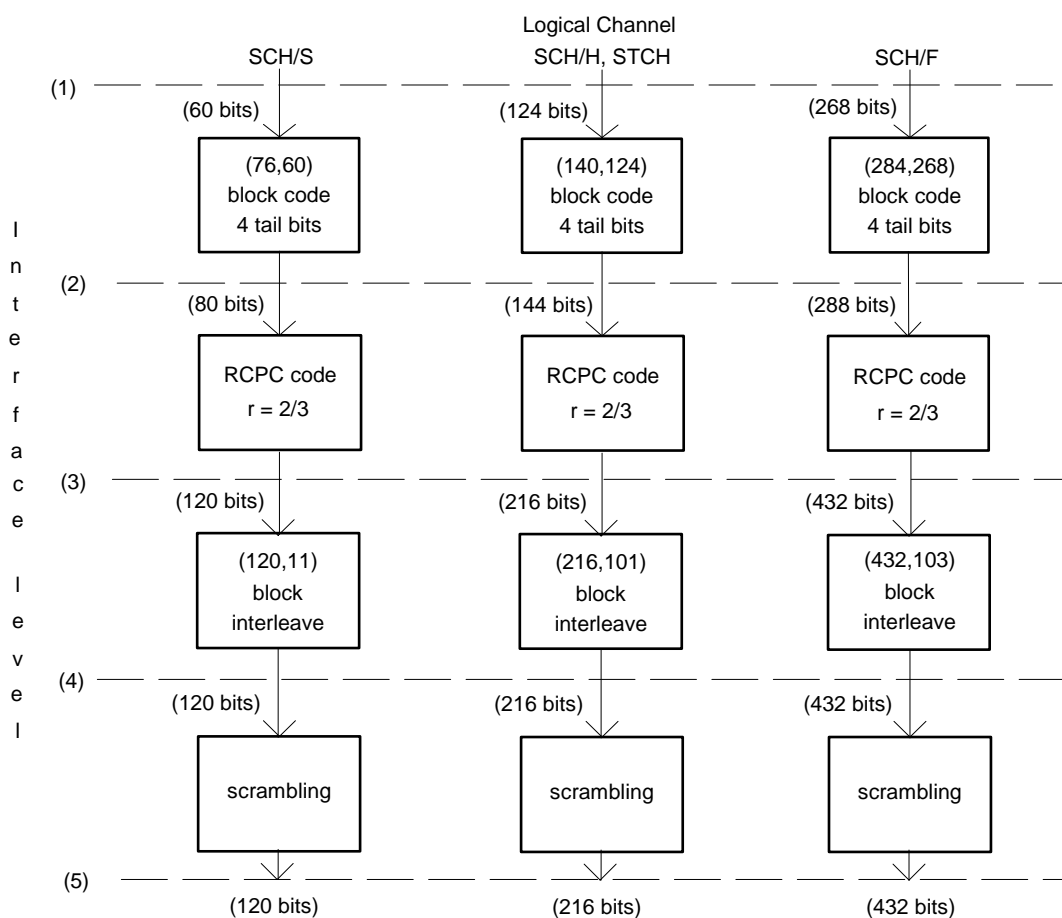 Logical Channel
SCH/S
SCH/H, STCH
SCH/F
(1)
(60 bits)
(124 bits)
(268 bits)
(76,60)
block code
4 tail bits
(140,124)
block code
4 tail bits
(284,268)
block code
4 tail bits
(2)
(80 bits)
(144 bits)
(288 bits)
RCPC code
r = 2/3
RCPC code
r = 2/3
RCPC code
r = 2/3
(3)
(120 bits)
(216 bits)
(432 bits)
(120,11)
block
interleave
(216,101)
block
interleave
(432,103)
block
interleave
(4)
(120 bits)
(216 bits)
(432 bits)
scrambling
scrambling
scrambling
(5)
(120 bits)
(216 bits)
(432 bits)
Interface level